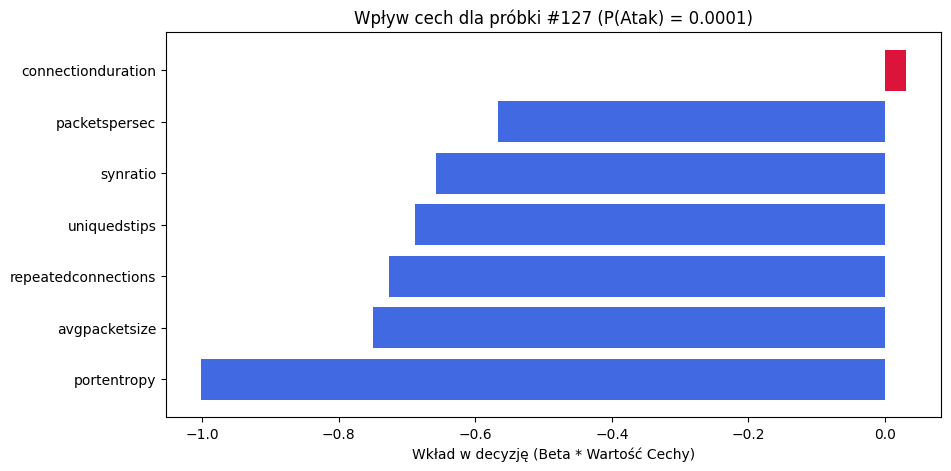 Wpływ cech dla próbki #127 (P(Atak) = 0.0001)
connectionduration
packetspersec
synratio
uniquedstips
repeatedconnections
avgpacketsize
portentropy
−1.0 −0.8 −0.6 −0.4 −0.2 0.0
Wkład w decyzję (Beta * Wartość Cechy)